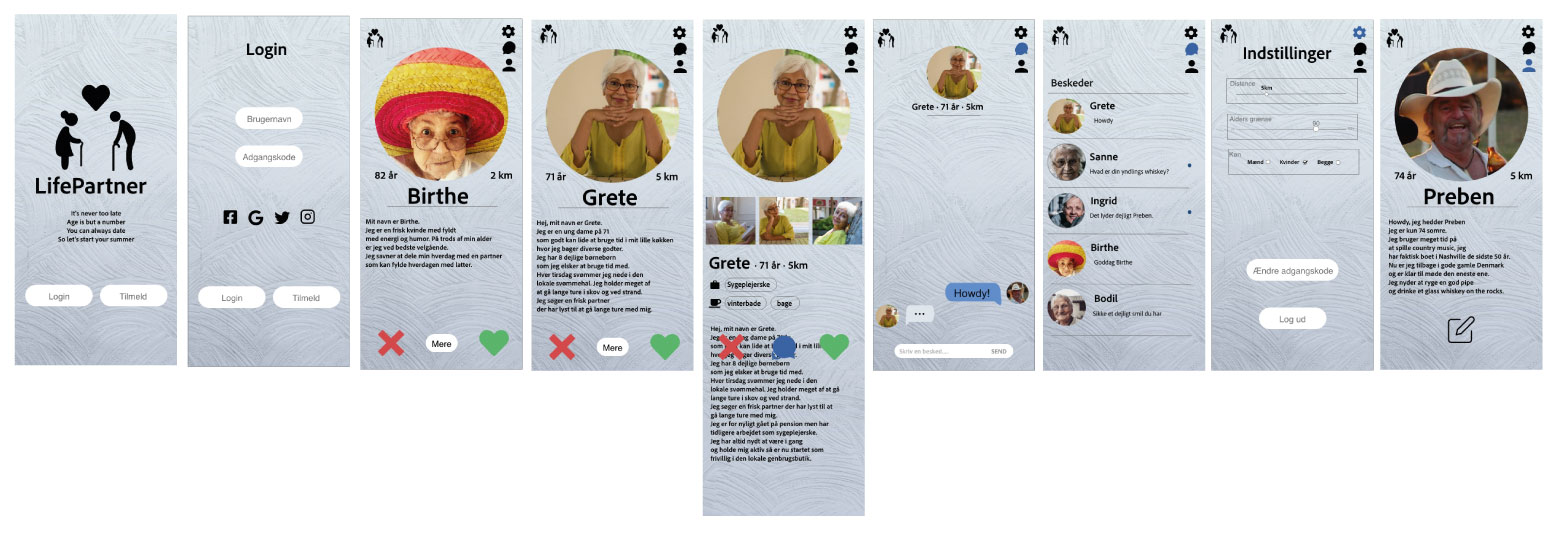 LifePartner
It's never too late
Age is but a number
You can always date
So let's start your summer
Login
Tilmeld
Login
Brugernavn
Adgangskode
Login
Tilmeld
82 år
2 km
Birthe
Mit navn er Birthe.
Jeg er en frisk kvinde med fyldt
med energi og humor. På trods af min alder
er jeg ved bedste velgående.
Jeg savner at dele min hverdag med en partner
som kan fylde hverdagen med latter.
Mere
71 år
5 km
Grete
Hej, mit navn er Grete.
Jeg er en ung dame på 71
som godt kan lide at bruge tid i mit lille køkken
hvor jeg bager diverse godter.
Jeg har 8 dejlige børnebørn
som jeg elsker at bruge tid med.
Hver tirsdag svømmer jeg nede i den
lokale svømmehal. Jeg holder meget af
at gå lange ture i skov og ved strand.
Jeg søger en frisk partner
der har lyst til at gå lange ture med mig.
Mere
Grete · 71 år · 5km
Sygeplejerske
vinterbade
bage
Hej, mit navn er Grete.
ung dame på
kan lide at i mit
Jeg har 8 dejlige børnebørn
som jeg elsker at bruge tid med.
Hver tirsdag svømmer jeg nede i den
lokale svømmehal. Jeg holder meget af at gå
lange ture i skov og ved strand.
Jeg søger en frisk partner der har lyst til at
gå lange ture med mig.
Jeg er for nyligt gået på pension men har
tidligere arbejdet som sygeplejerske.
Jeg har altid nydt at være i gang
og holde mig aktiv så er nu startet som
frivillig i den lokale genbrugsbutik.
Grete · 71 år · 5km
Howdy!
Skriv en besked....
SEND
Beskeder
Grete
Howdy
Sanne
Hvad er din yndlings whiskey?
Ingrid
Det lyder dejligt Preben.
Birthe
Goddag Birthe
Bodil
Sikke et dejligt smil du har
Indstillinger
Distance
5km
Alders grænse
80
Køn
Mænd
Kvinder
Begge
Ændre adgangskode
Log ud
74 år
5 km
Preben
Howdy, jeg hedder Preben
jeg er kun 74 somre.
Jeg bruger meget tid på
at spille country music, jeg
har faktisk boet i Nashville de sidste 50 år.
Nu er jeg tilbage i gode gamle Danmark
og er klar til møde den eneste ene.
Jeg nyder at ryge en god pipe
og drinke et glass whiskey on the rocks.